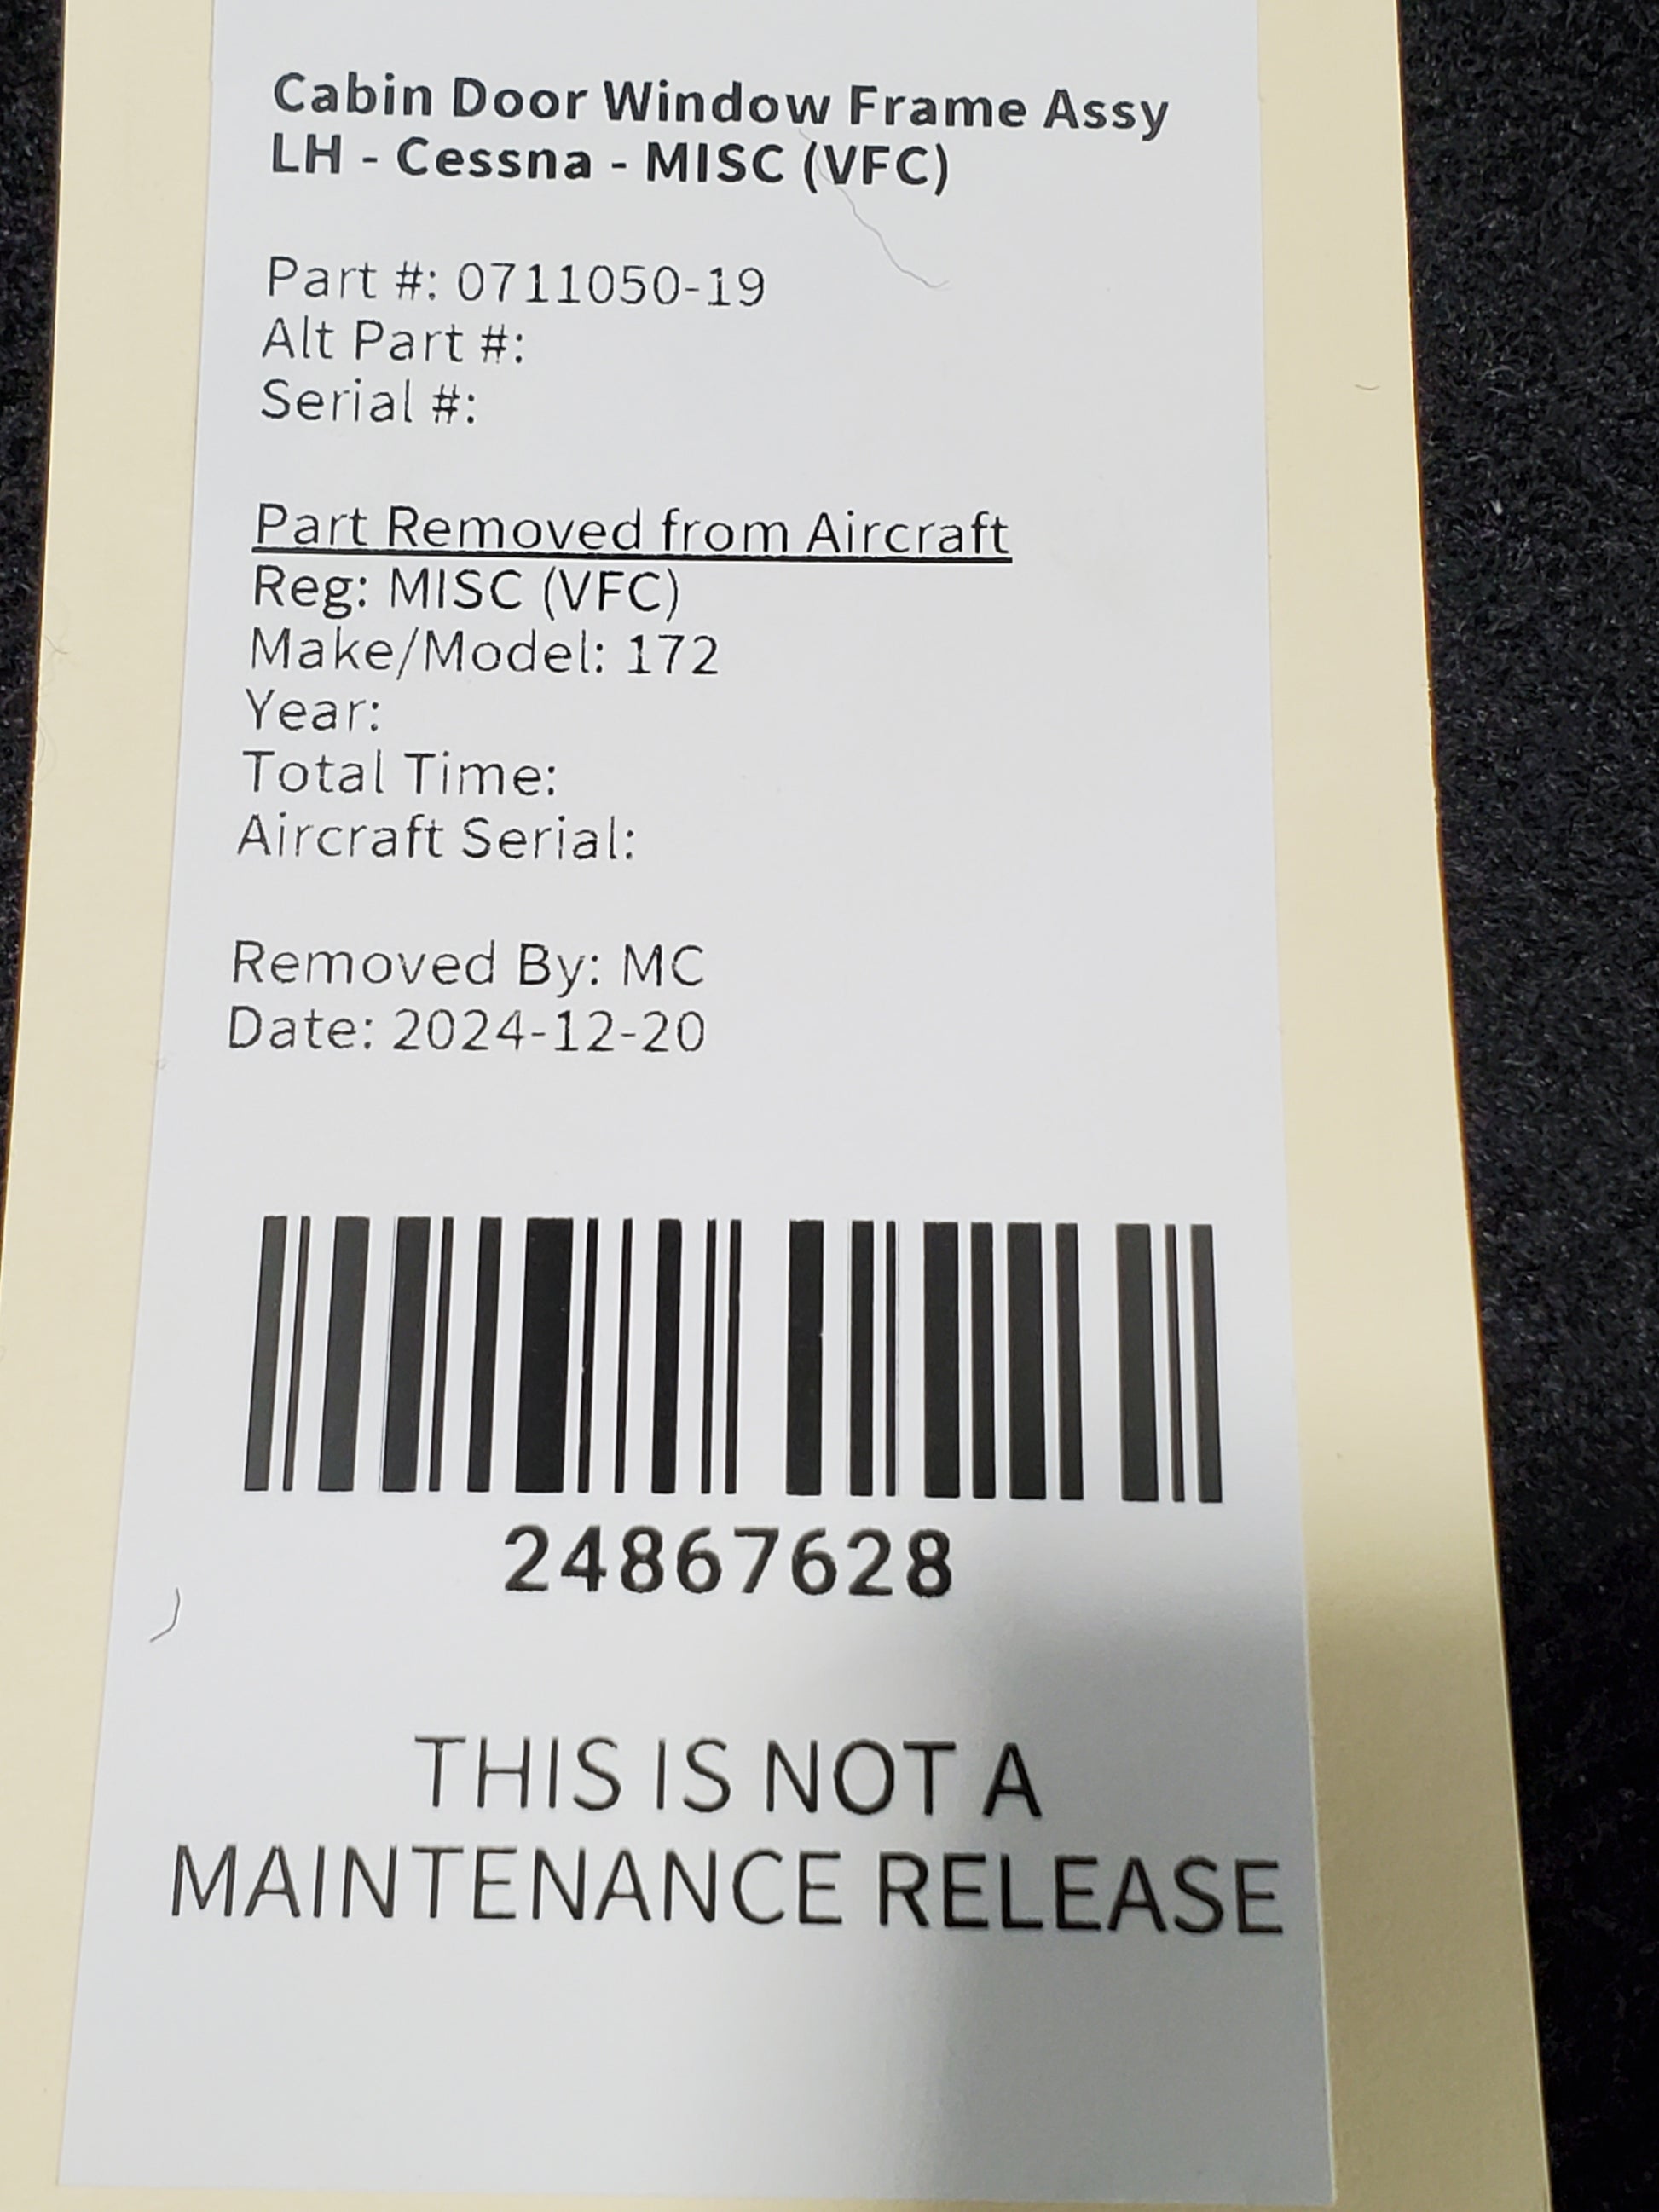 Cabin Door Window Frame Assy
LH - Cessna - MISC (VFC)
Part #: 0711050-19
Alt Part #:
Serial #:
Part Removed from Aircraft
Reg: MISC (VFC)
Make/Model: 172
Year:
Total Time:
Aircraft Serial:
Removed By: MC
Date: 2024-12-20
24867628
THIS IS NOT A
MAINTENANCE RELEASE